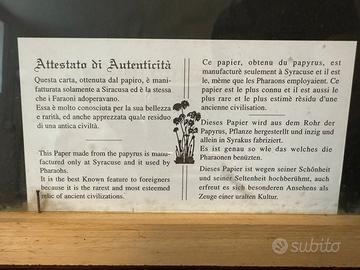 Attestato di Autenticità
Questa carta, ottenuta dal papiro, è mani-
fatturata solamente a Siracusa ed è la stessa
che i Faraoni adoperavano.
Essa è molto conosciuta per la sua bellezza
e rarità, ed anche apprezzata quale residuo
di una antica civiltà.
This Paper made from the papyrus is manu-
factured only at Syracuse and it used by
Pharaohs.
It is the best Known feature to foreigners
because it is the rarest and most esteemed
relic of ancient civilizations.
Ce papier, obtenu du papyrus, est
manufacturè seulement à Syracuse et il est
le, mème que les Pharaons employaient. Ce
papier est le plus connu et il est aussi le
plus rare et le plus estimè rèsidu d'une
ancienne civilisation.
Dieses Papier wird aus dem Rohr der
Papyrus, Pflanze hergesterllt und inzig und
allein in Syrakus fabriziert.
Es ist genau so wle das welches die
Pharaonen benüzten.
Dieses Papier ist wegen seiner Schönheit
und seiner Seltenheit hochberühmt, auch
erfreut es sich besonderen Ansehens als
Zenge einer uralten Kultur.
subito